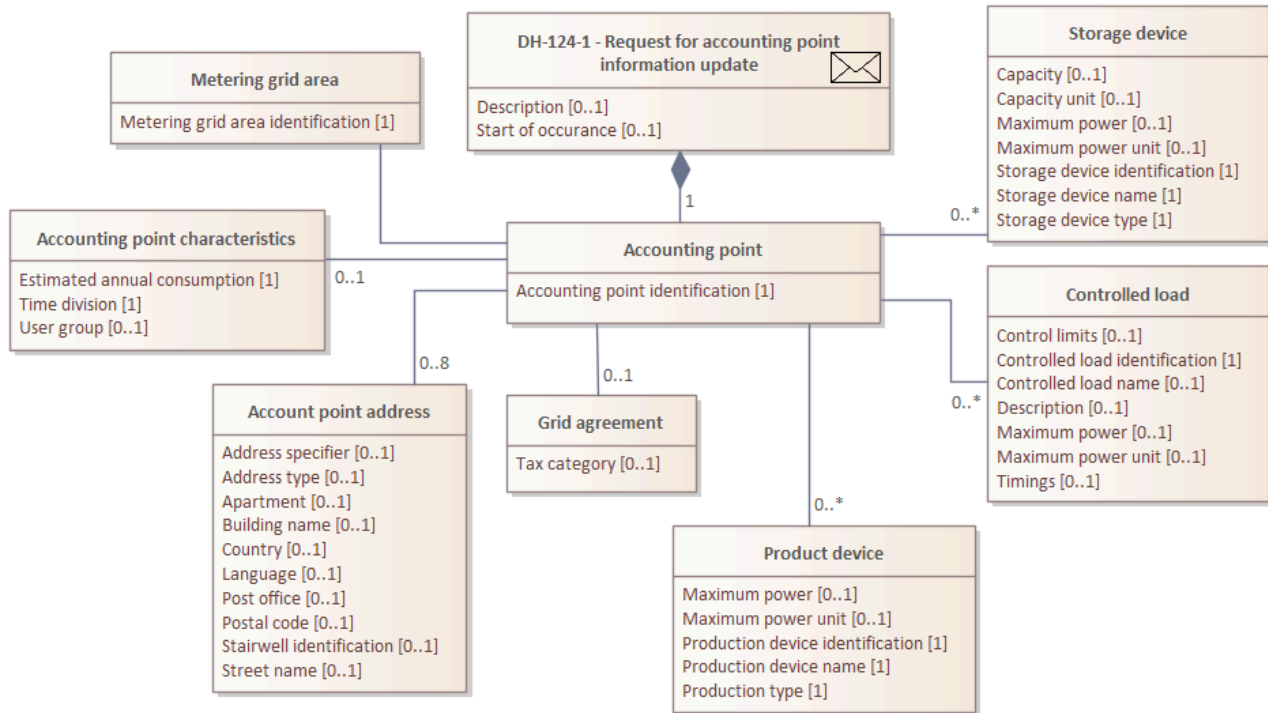 DH-124-1 - Request for accounting point
information update
Description [0..1]
Start of occurance [0..1]
Metering grid area
Metering grid area identification [1]
Storage device
Capacity [0..1]
Capacity unit [0..1]
Maximum power [0..1]
Maximum power unit [0..1]
Storage device identification [1]
Storage device name [1]
Storage device type [1]
1
0..*
Accounting point characteristics
Estimated annual consumption [1]
Time division [1]
User group [0..1]
0..1
Accounting point
Accounting point identification [1]
Controlled load
Control limits [0..1]
Controlled load identification [1]
Controlled load name [0..1]
Description [0..1]
Maximum power [0..1]
Maximum power unit [0..1]
Timings [0..1]
0..*
0..8
0..1
Account point address
Address specifier [0..1]
Address type [0..1]
Apartment [0..1]
Building name [0..1]
Country [0..1]
Language [0..1]
Post office [0..1]
Postal code [0..1]
Stairwell identification [0..1]
Street name [0..1]
Grid agreement
Tax category [0..1]
0..*
Product device
Maximum power [0..1]
Maximum power unit [0..1]
Production device identification [1]
Production device name [1]
Production type [1]